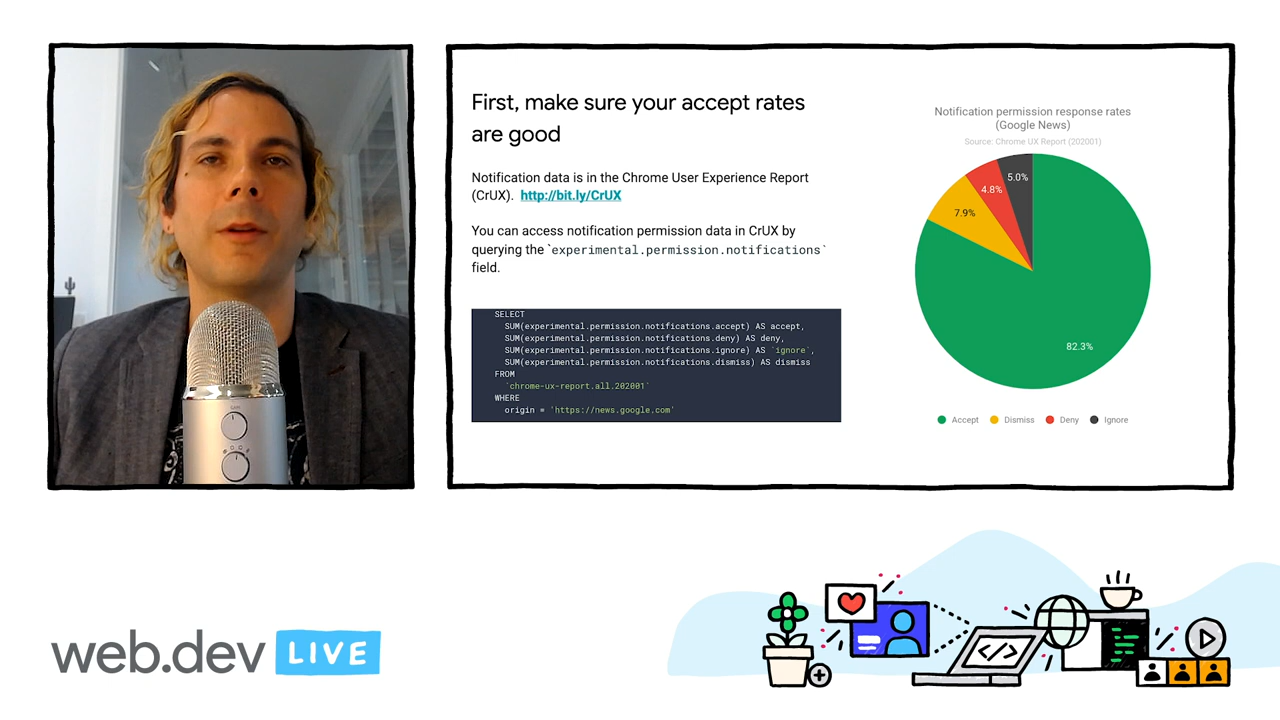 First, make sure your accept rates
are good
Notification data is in the Chrome User Experience Report
(CrUX). http://bit.ly/CrUX
You can access notification permission data in CrUX by
querying the `experimental.permission.notifications`
field.
SELECT
SUM(experimental.permission.notifications.accept) AS accept,
SUM(experimental.permission.notifications.deny) AS deny,
SUM(experimental.permission.notifications.ignore) AS `ignore`,
SUM(experimental.permission.notifications.dismiss) AS dismiss
FROM
`chrome-ux-report.all.202001`
WHERE
origin = 'https://news.google.com'
Notification permission response rates
(Google News)
Source: Chrome UX Report (202001)
5.0%
4.8%
7.9%
82.3%
Accept Dismiss Deny Ignore
web.dev LIVE
</>